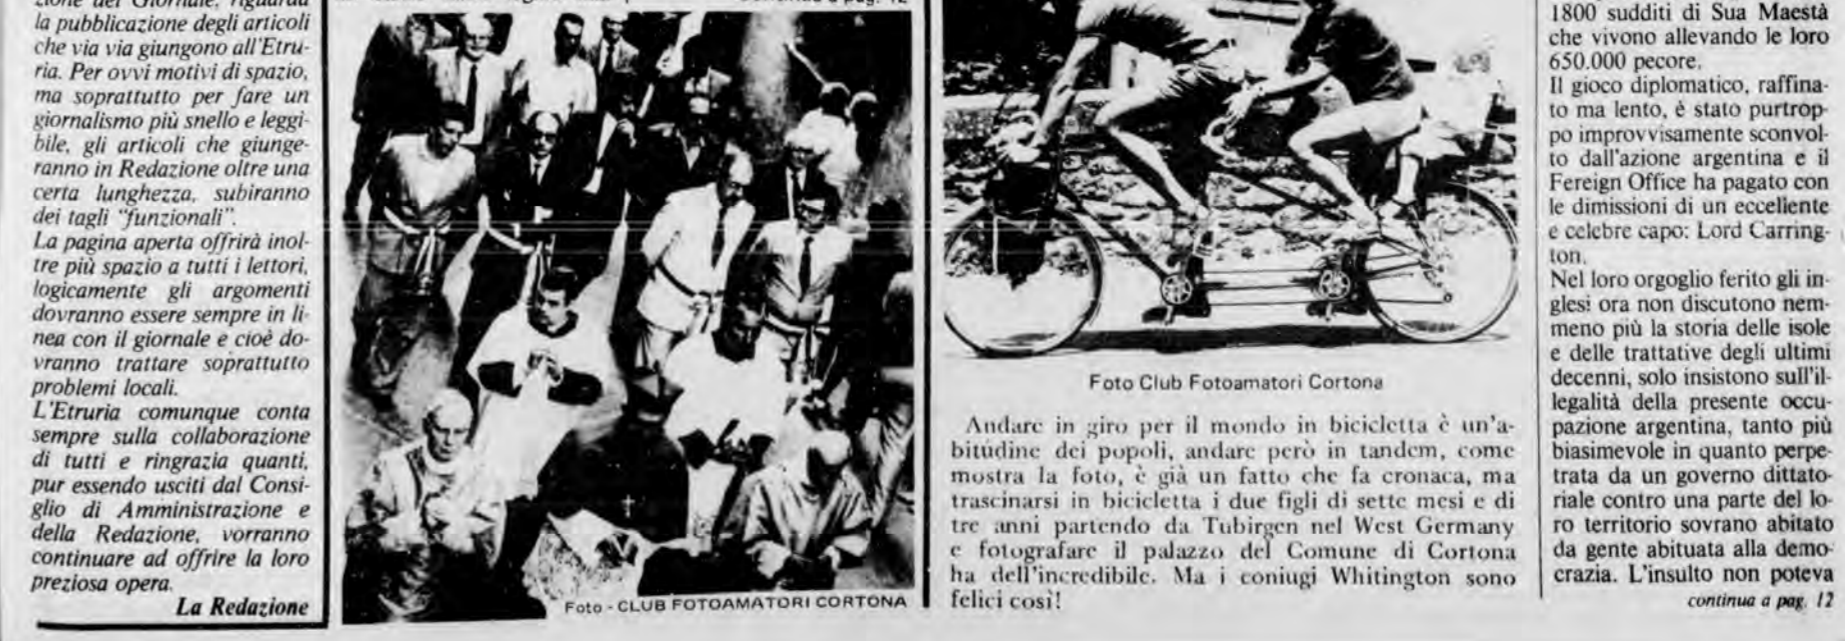 zione del Giornale, riguarda
la pubblicazione degli articoli
che via via giungono all'Etru-
ria. Per ovvi motivi di spazio,
ma soprattutto per fare un
giornalismo più snello e leggi-
bile, gli articoli che giunge-
ranno in Redazione oltre una
certa lunghezza, subiranno
dei tagli "funzionali".
La pagina aperta offrirà inol-
tre più spazio a tutti i lettori,
logicamente gli argomenti
dovranno essere sempre in li-
nea con il giornale e cioè do-
vranno trattare soprattutto
problemi locali.
L'Etruria comunque conta
sempre sulla collaborazione
di tutti e ringrazia quanti,
pur essendo usciti dal Consi-
glio di Amministrazione e
della Redazione, vorranno
continuare ad offrire la loro
preziosa opera.
La Redazione
continua a pag. 12
Foto - CLUB FOTOAMATORI CORTONA
Foto Club Fotoamatori Cortona
Andare in giro per il mondo in bicicletta è un'a-
bitudine dei popoli, andare però in tandem, come
mostra la foto, è già un fatto che fa cronaca, ma
trascinarsi in bicicletta i due figli di sette mesi e di
tre anni partendo da Tubirgen nel West Germany
e fotografare il palazzo del Comune di Cortona
ha dell'incredibile. Ma i coniugi Whitington sono
felici così!
1800 sudditi di Sua Maestà
che vivono allevando le loro
650.000 pecore.
Il gioco diplomatico, raffina-
to ma lento, è stato purtrop-
po improvvisamente sconvol-
to dall'azione argentina e il
Fereign Office ha pagato con
le dimissioni di un eccellente
e celebre capo: Lord Carring-
ton.
Nel loro orgoglio ferito gli in-
glesi ora non discutono nem-
meno più la storia delle isole
e delle trattative degli ultimi
decenni, solo insistono sull'il-
legalità della presente occu-
pazione argentina, tanto più
biasimevole in quanto perpe-
trata da un governo dittato-
riale contro una parte del lo-
ro territorio sovrano abitato
da gente abituata alla demo-
crazia. L'insulto non poteva
continua a pag. 12